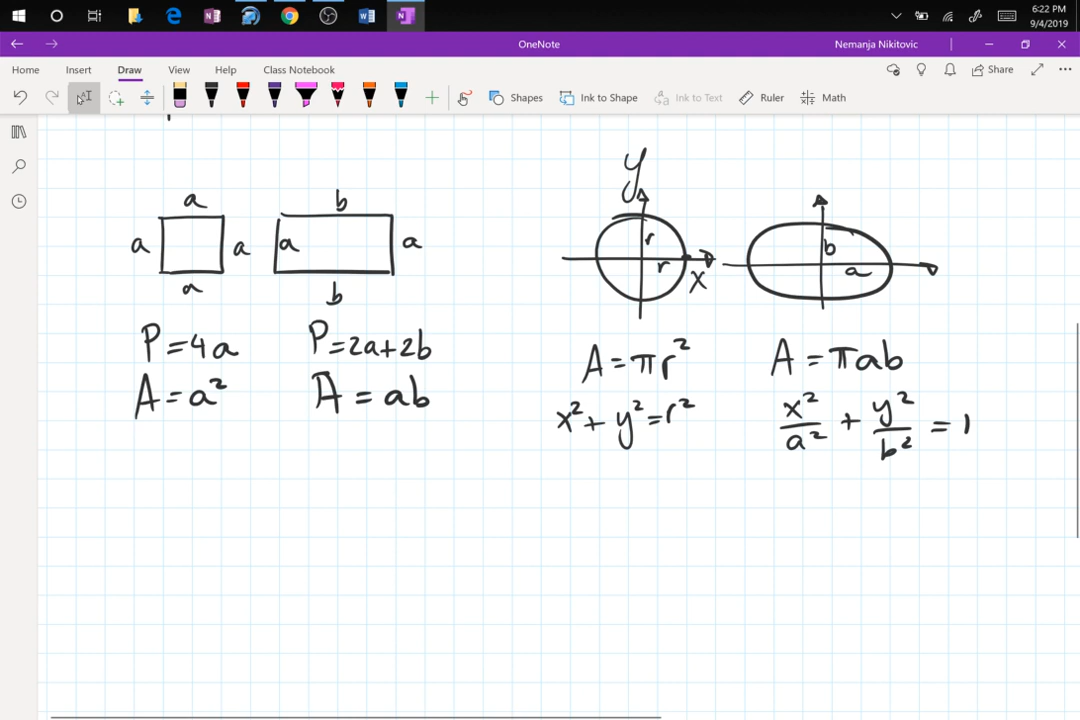 6:22 PM
9/4/2019
OneNote
Nemanja Nikitovic
Home Insert Draw View Help Class Notebook
Share
Shapes Ink to Shape Ink to Text Ruler Math
a
a a
a
b
a a
b
P=4a
A=a²
P=2a+2b
A=ab
y
r
r
x
b
a
A=πr²
x²+y²=r²
A=πab
x²/a² + y²/b² = 1